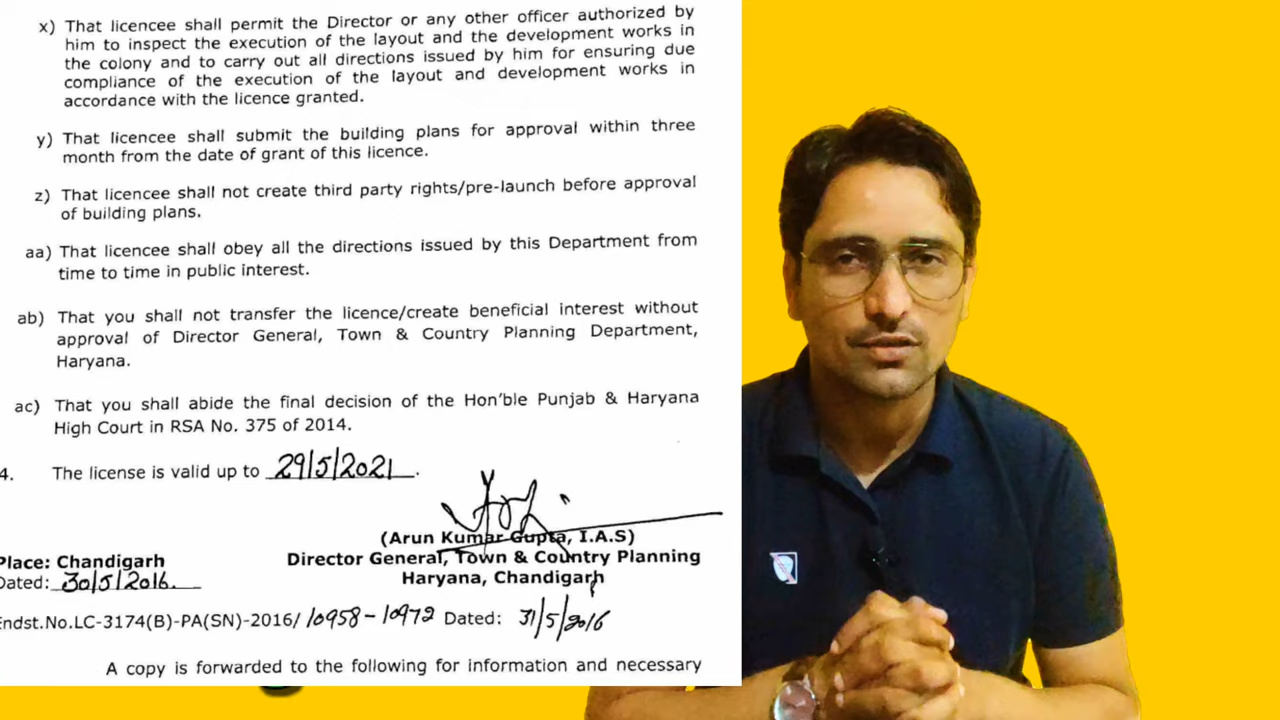 x) That licencee shall permit the Director or any other officer authorized by
him to inspect the execution of the layout and the development works in
the colony and to carry out all directions issued by him for ensuring due
compliance of the execution of the layout and development works in
accordance with the licence granted.
y) That licencee shall submit the building plans for approval within three
month from the date of grant of this licence.
z) That licencee shall not create third party rights/pre-launch before approval
of building plans.
aa) That licencee shall obey all the directions issued by this Department from
time to time in public interest.
ab) That you shall not transfer the licence/create beneficial interest without
approval of Director General, Town & Country Planning Department,
Haryana.
ac) That you shall abide the final decision of the Hon'ble Punjab & Haryana
High Court in RSA No. 375 of 2014.
4. The license is valid up to 29/5/2021.
(Arun Kumar Gupta, I.A.S)
Place: Chandigarh Director General, Town & Country Planning
Dated: 30/5/2016. Haryana, Chandigarh
Endst.No.LC-3174(B)-PA(SN)-2016/ 10958-10972 Dated: 31/5/2016
A copy is forwarded to the following for information and necessary